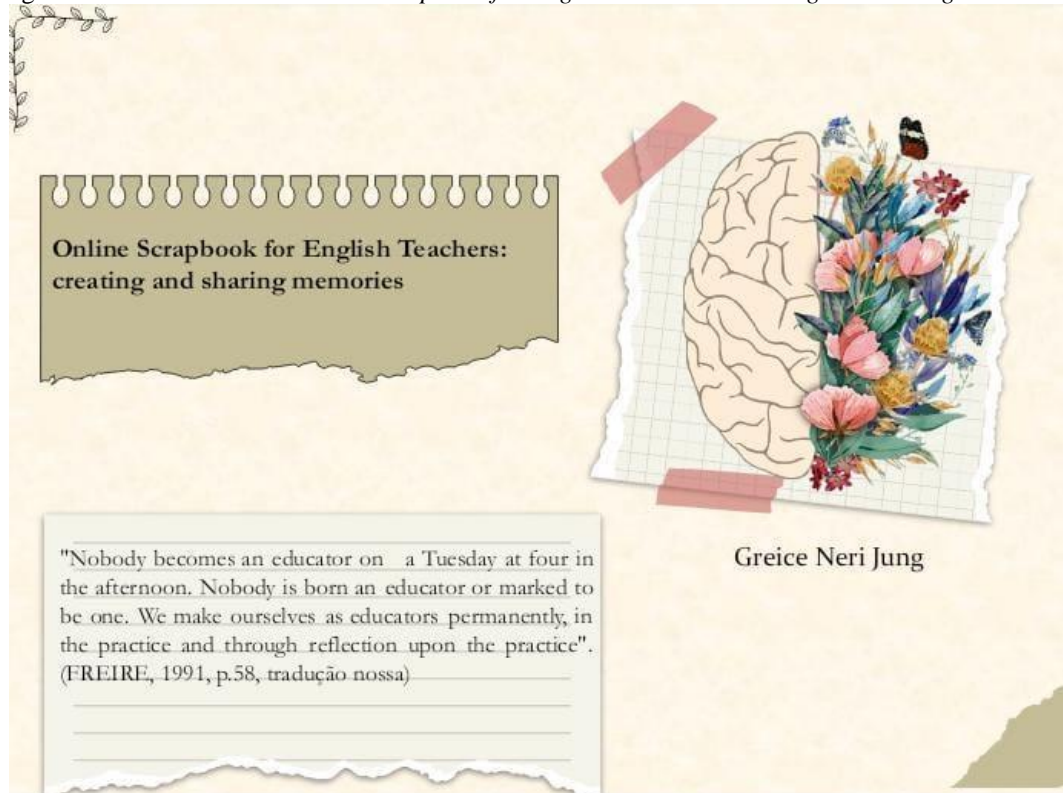 Online Scrapbook for English Teachers:
creating and sharing memories
"Nobody becomes an educator on a Tuesday at four in
the afternoon. Nobody is born an educator or marked to
be one. We make ourselves as educators permanently, in
the practice and through reflection upon the practice".
(FREIRE, 1991, p.58, tradução nossa)
Greice Neri Jung